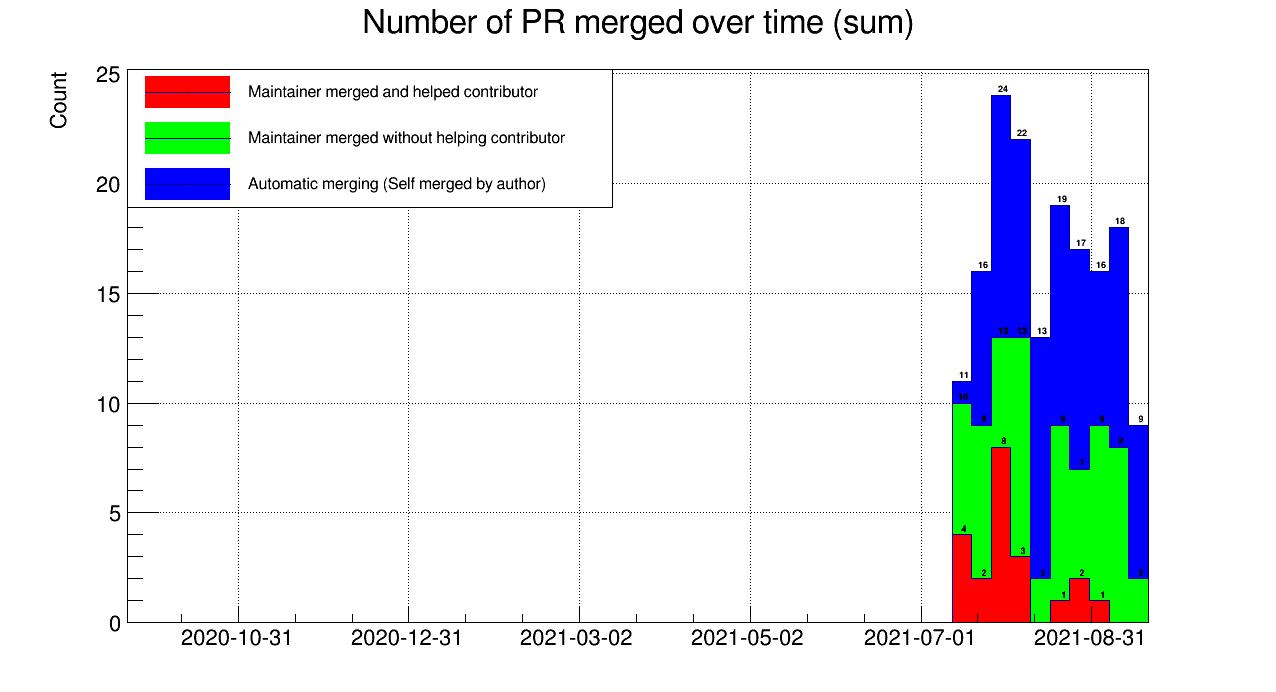 Number of PR merged over time (sum)
Count
25
20
15
10
5
0
Maintainer merged and helped contributor
Maintainer merged without helping contributor
Automatic merging (Self merged by author)
11 16 24 22 13 19 17 16 18 9
10 9 13 13 2 9 7 9 8 2
4 2 8 3 1 2 1
2020-10-31 2020-12-31 2021-03-02 2021-05-02 2021-07-01 2021-08-31